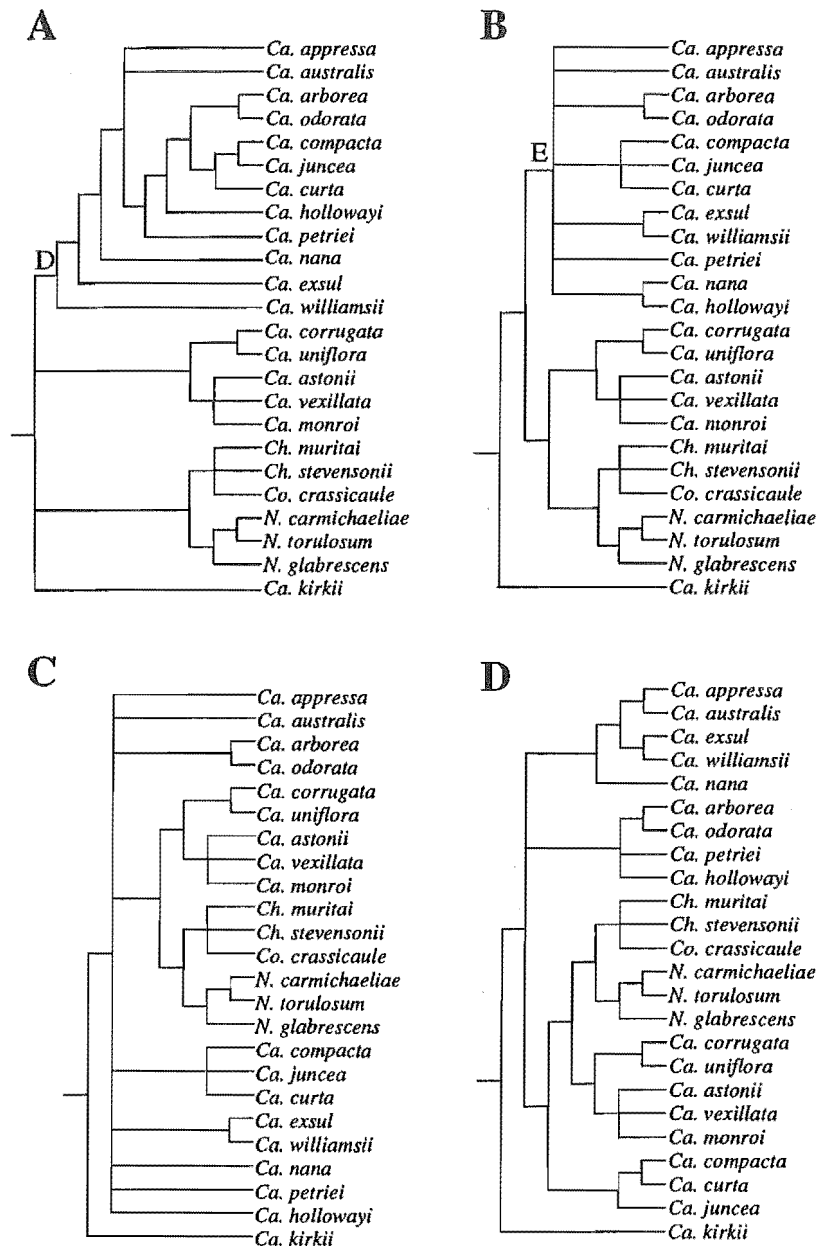 A
Ca. appressa
Ca. australis
Ca. arborea
Ca. odorata
Ca. compacta
Ca. juncea
Ca. curta
Ca. hollowayi
Ca. petriei
Ca. nana
D
Ca. exsul
Ca. williamsii
Ca. corrugata
Ca. uniflora
Ca. astonii
Ca. vexillata
Ca. monroi
Ch. muritai
Ch. stevensonii
Co. crassicaule
N. carmichaeliae
N. torulosum
N. glabrescens
Ca. kirkii
B
Ca. appressa
Ca. australis
Ca. arborea
Ca. odorata
Ca. compacta
E
Ca. juncea
Ca. curta
Ca. exsul
Ca. williamsii
Ca. petriei
Ca. nana
Ca. hollowayi
Ca. corrugata
Ca. uniflora
Ca. astonii
Ca. vexillata
Ca. monroi
Ch. muritai
Ch. stevensonii
Co. crassicaule
N. carmichaeliae
N. torulosum
N. glabrescens
Ca. kirkii
C
Ca. appressa
Ca. australis
Ca. arborea
Ca. odorata
Ca. corrugata
Ca. uniflora
Ca. astonii
Ca. vexillata
Ca. monroi
Ch. muritai
Ch. stevensonii
Co. crassicaule
N. carmichaeliae
N. torulosum
N. glabrescens
Ca. compacta
Ca. juncea
Ca. curta
Ca. exsul
Ca. williamsii
Ca. nana
Ca. petriei
Ca. hollowayi
Ca. kirkii
D
Ca. appressa
Ca. australis
Ca. exsul
Ca. williamsii
Ca. nana
Ca. arborea
Ca. odorata
Ca. petriei
Ca. hollowayi
Ch. muritai
Ch. stevensonii
Co. crassicaule
N. carmichaeliae
N. torulosum
N. glabrescens
Ca. corrugata
Ca. uniflora
Ca. astonii
Ca. vexillata
Ca. monroi
Ca. compacta
Ca. curta
Ca. juncea
Ca. kirkii